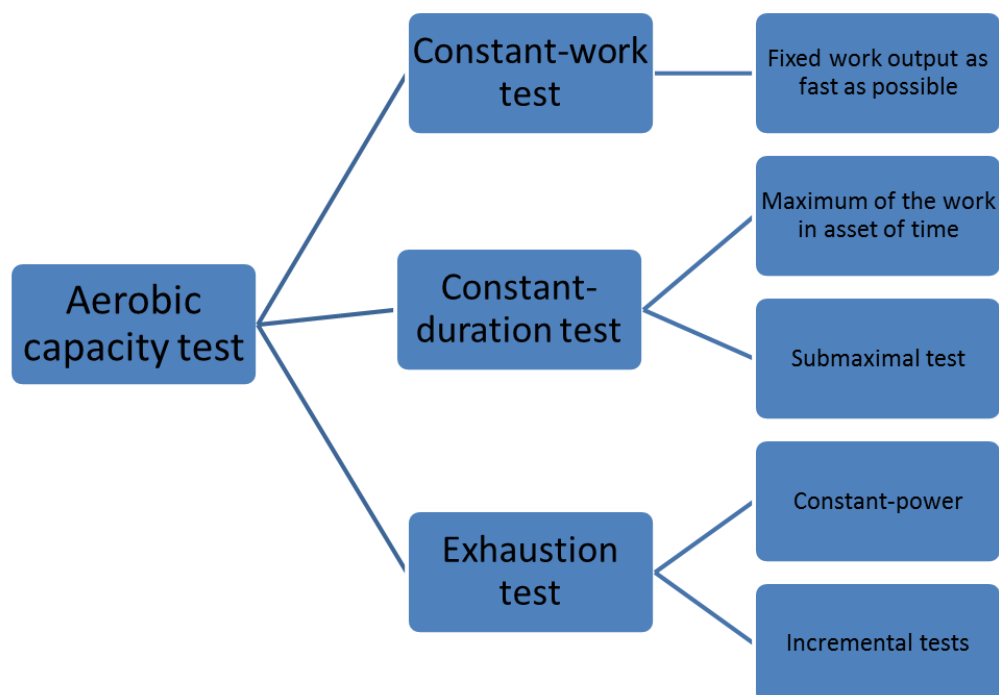 Constant-work
test
Fixed work output as
fast as possible
Maximum of the work
in asset of time
Aerobic
capacity test
Constant-
duration test
Submaximal test
Constant-power
Exhaustion
test
Incremental tests